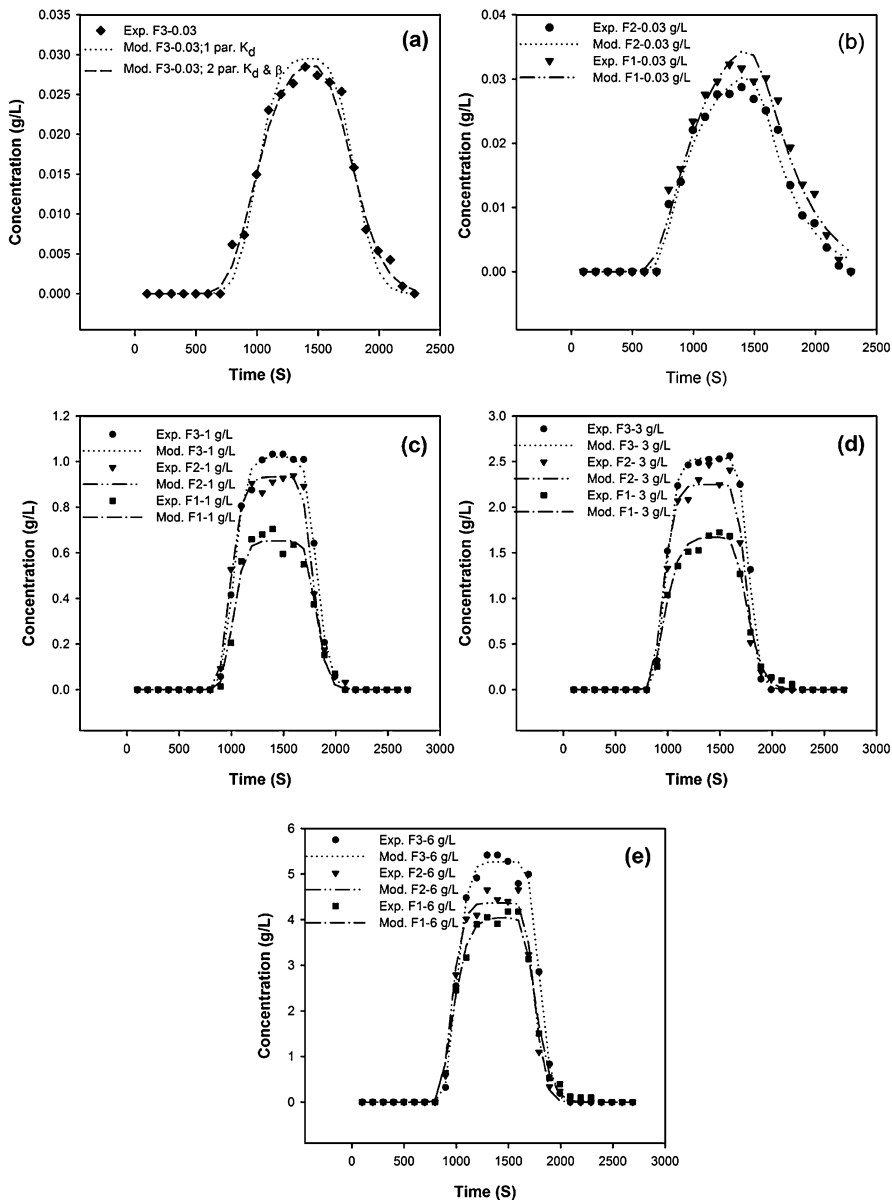 (a)
Exp. F3-0.03
Mod. F3-0.03;1 par. Kd
Mod. F3-0.03; 2 par. Kd & β
0.035
0.030
0.025
0.020
0.015
0.010
0.005
0.000
Concentration (g/L)
0 500 1000 1500 2000 2500
Time (S)
(b)
Exp. F2-0.03 g/L
Mod. F2-0.03 g/L
Exp. F1-0.03 g/L
Mod. F1-0.03 g/L
0.04
0.03
0.02
0.01
0.00
Concentration (g/L)
0 500 1000 1500 2000 2500
Time (S)
(c)
Exp. F3-1 g/L
Mod. F3-1 g/L
Exp. F2-1 g/L
Mod. F2-1 g/L
Exp. F1-1 g/L
Mod. F1-1 g/L
1.2
1.0
0.8
0.6
0.4
0.2
0.0
Concentration (g/L)
0 500 1000 1500 2000 2500 3000
Time (S)
(d)
Exp. F3-3 g/L
Mod. F3- 3 g/L
Exp. F2- 3 g/L
Mod. F2- 3 g/L
Exp. F1- 3 g/L
Mod. F1- 3 g/L
3.0
2.5
2.0
1.5
1.0
0.5
0.0
Concentration (g/L)
0 500 1000 1500 2000 2500 3000
Time (S)
(e)
Exp. F3-6 g/L
Mod. F3-6 g/L
Exp. F2-6 g/L
Mod. F2-6 g/L
Exp. F1-6 g/L
Mod. F1-6 g/L
6
5
4
3
2
1
0
Concentration (g/L)
0 500 1000 1500 2000 2500 3000
Time (S)